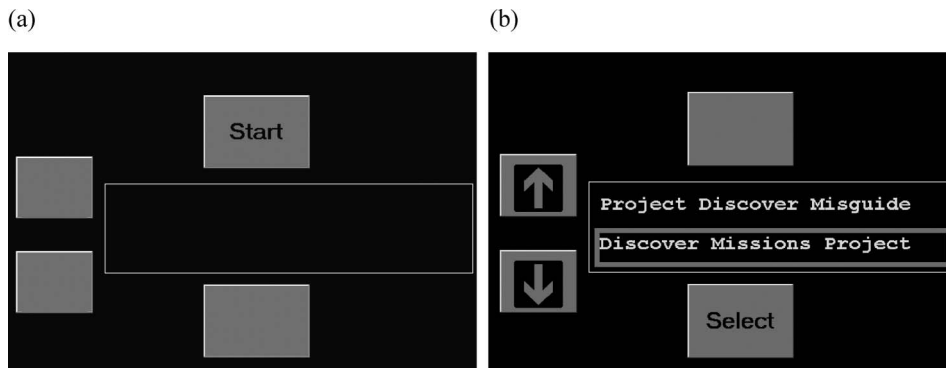 (a)
(b)
Start
Project Discover Misguide
Discover Missions Project
Select